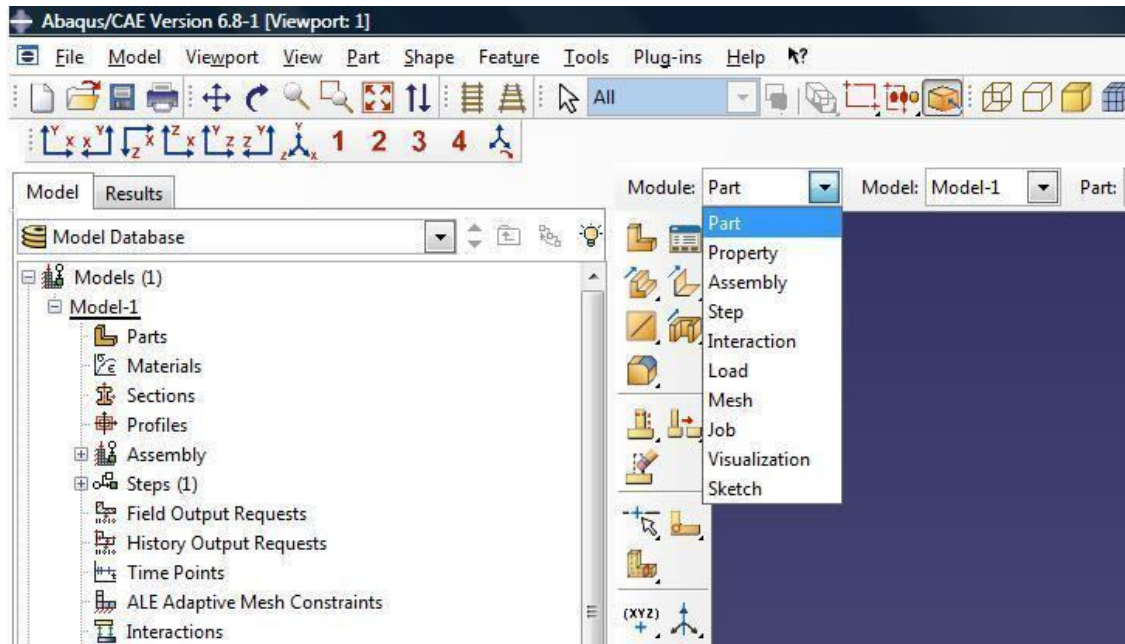 Abaqus/CAE Version 6.8-1 [Viewport: 1]
File Model Viewport View Part Shape Feature Tools Plug-ins Help ?
All
Y X X Y Z X Z X Y Z Z Y Y Z X 1 2 3 4
Model Results
Module: Part Model: Model-1 Part:
Model Database
Models (1)
Model-1
Parts
Materials
Sections
Profiles
Assembly
Steps (1)
Field Output Requests
History Output Requests
Time Points
ALE Adaptive Mesh Constraints
Interactions
Part
Property
Assembly
Step
Interaction
Load
Mesh
Job
Visualization
Sketch
(XYZ)